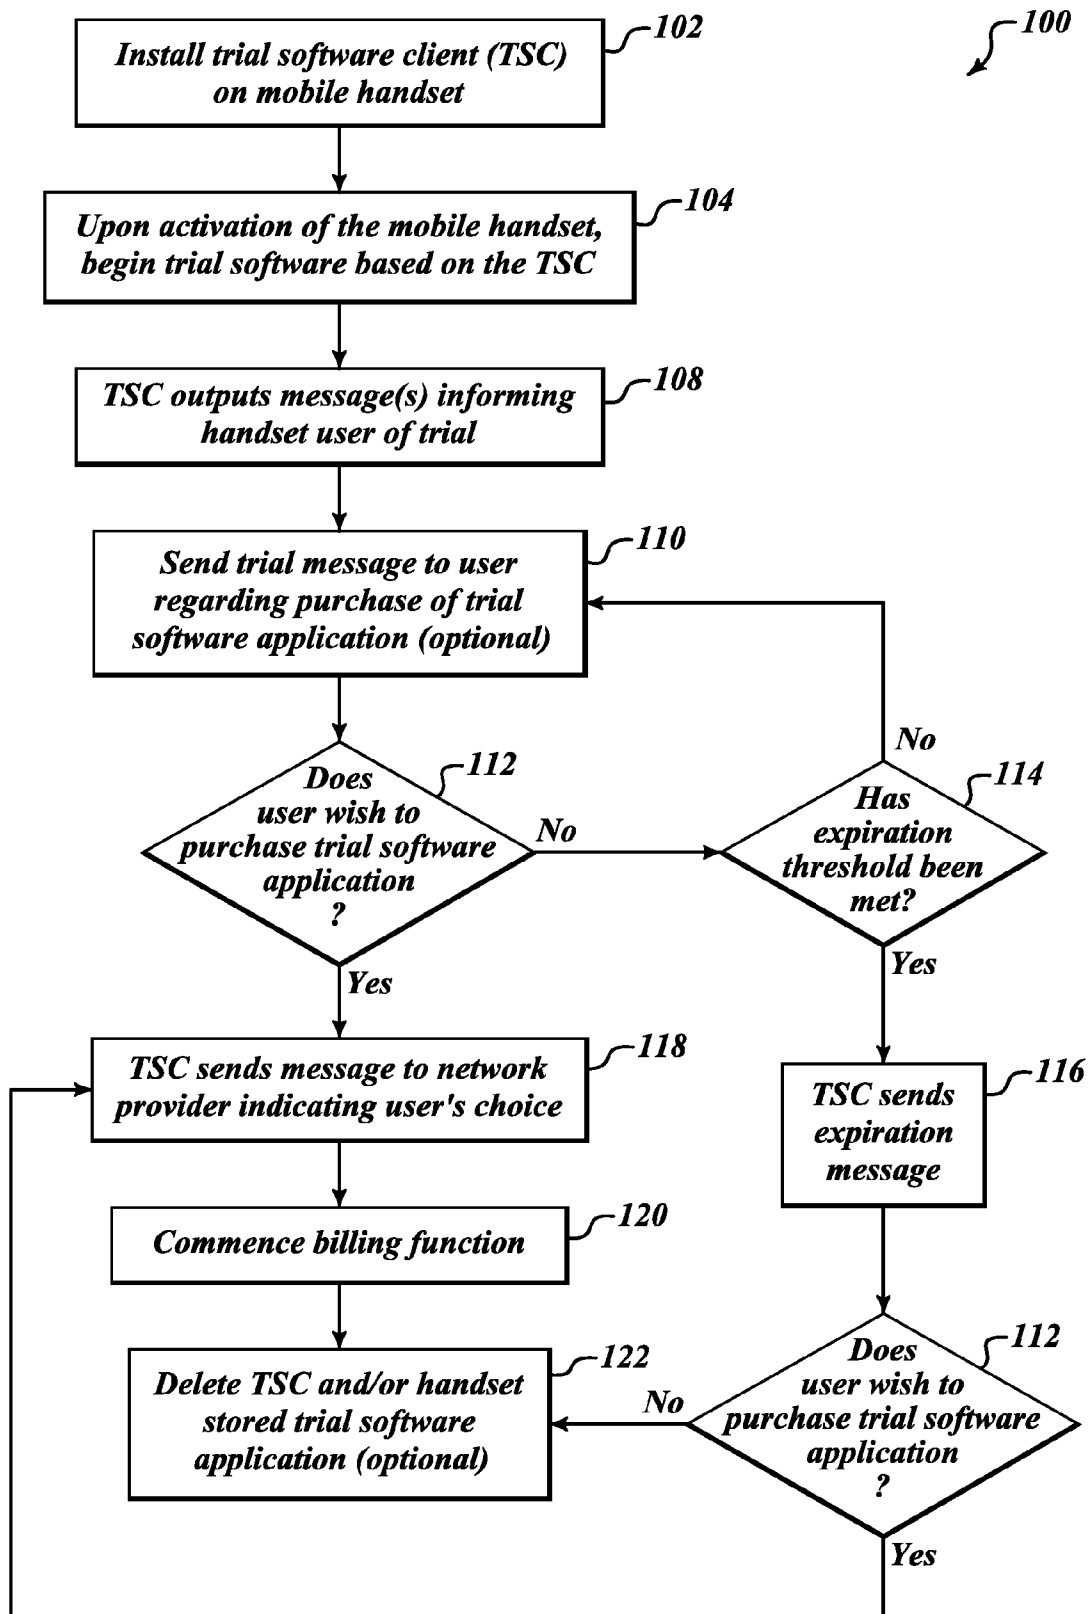 100
102
Install trial software client (TSC)
on mobile handset
104
Upon activation of the mobile handset,
begin trial software based on the TSC
108
TSC outputs message(s) informing
handset user of trial
110
Send trial message to user
regarding purchase of trial
software application (optional)
112
Does
user wish to
purchase trial software
application
?
No
Yes
No
114
Has
expiration
threshold been
met?
Yes
118
TSC sends message to network
provider indicating user's choice
116
TSC sends
expiration
message
120
Commence billing function
122
Delete TSC and/or handset
stored trial software
application (optional)
No
112
Does
user wish to
purchase trial software
application
?
Yes